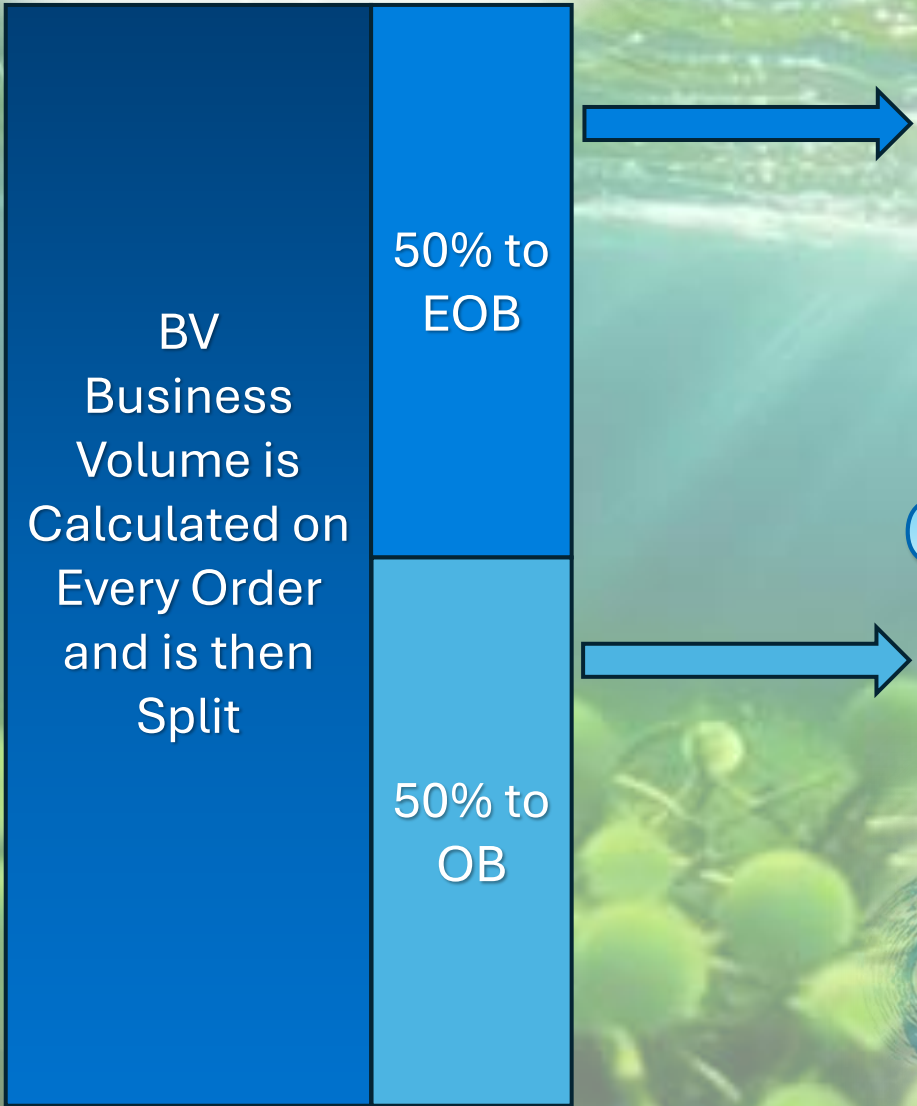 BV
Business
Volume is
Calculated on
Every Order
and is then
Split
50% to
EOB
50% to
OB